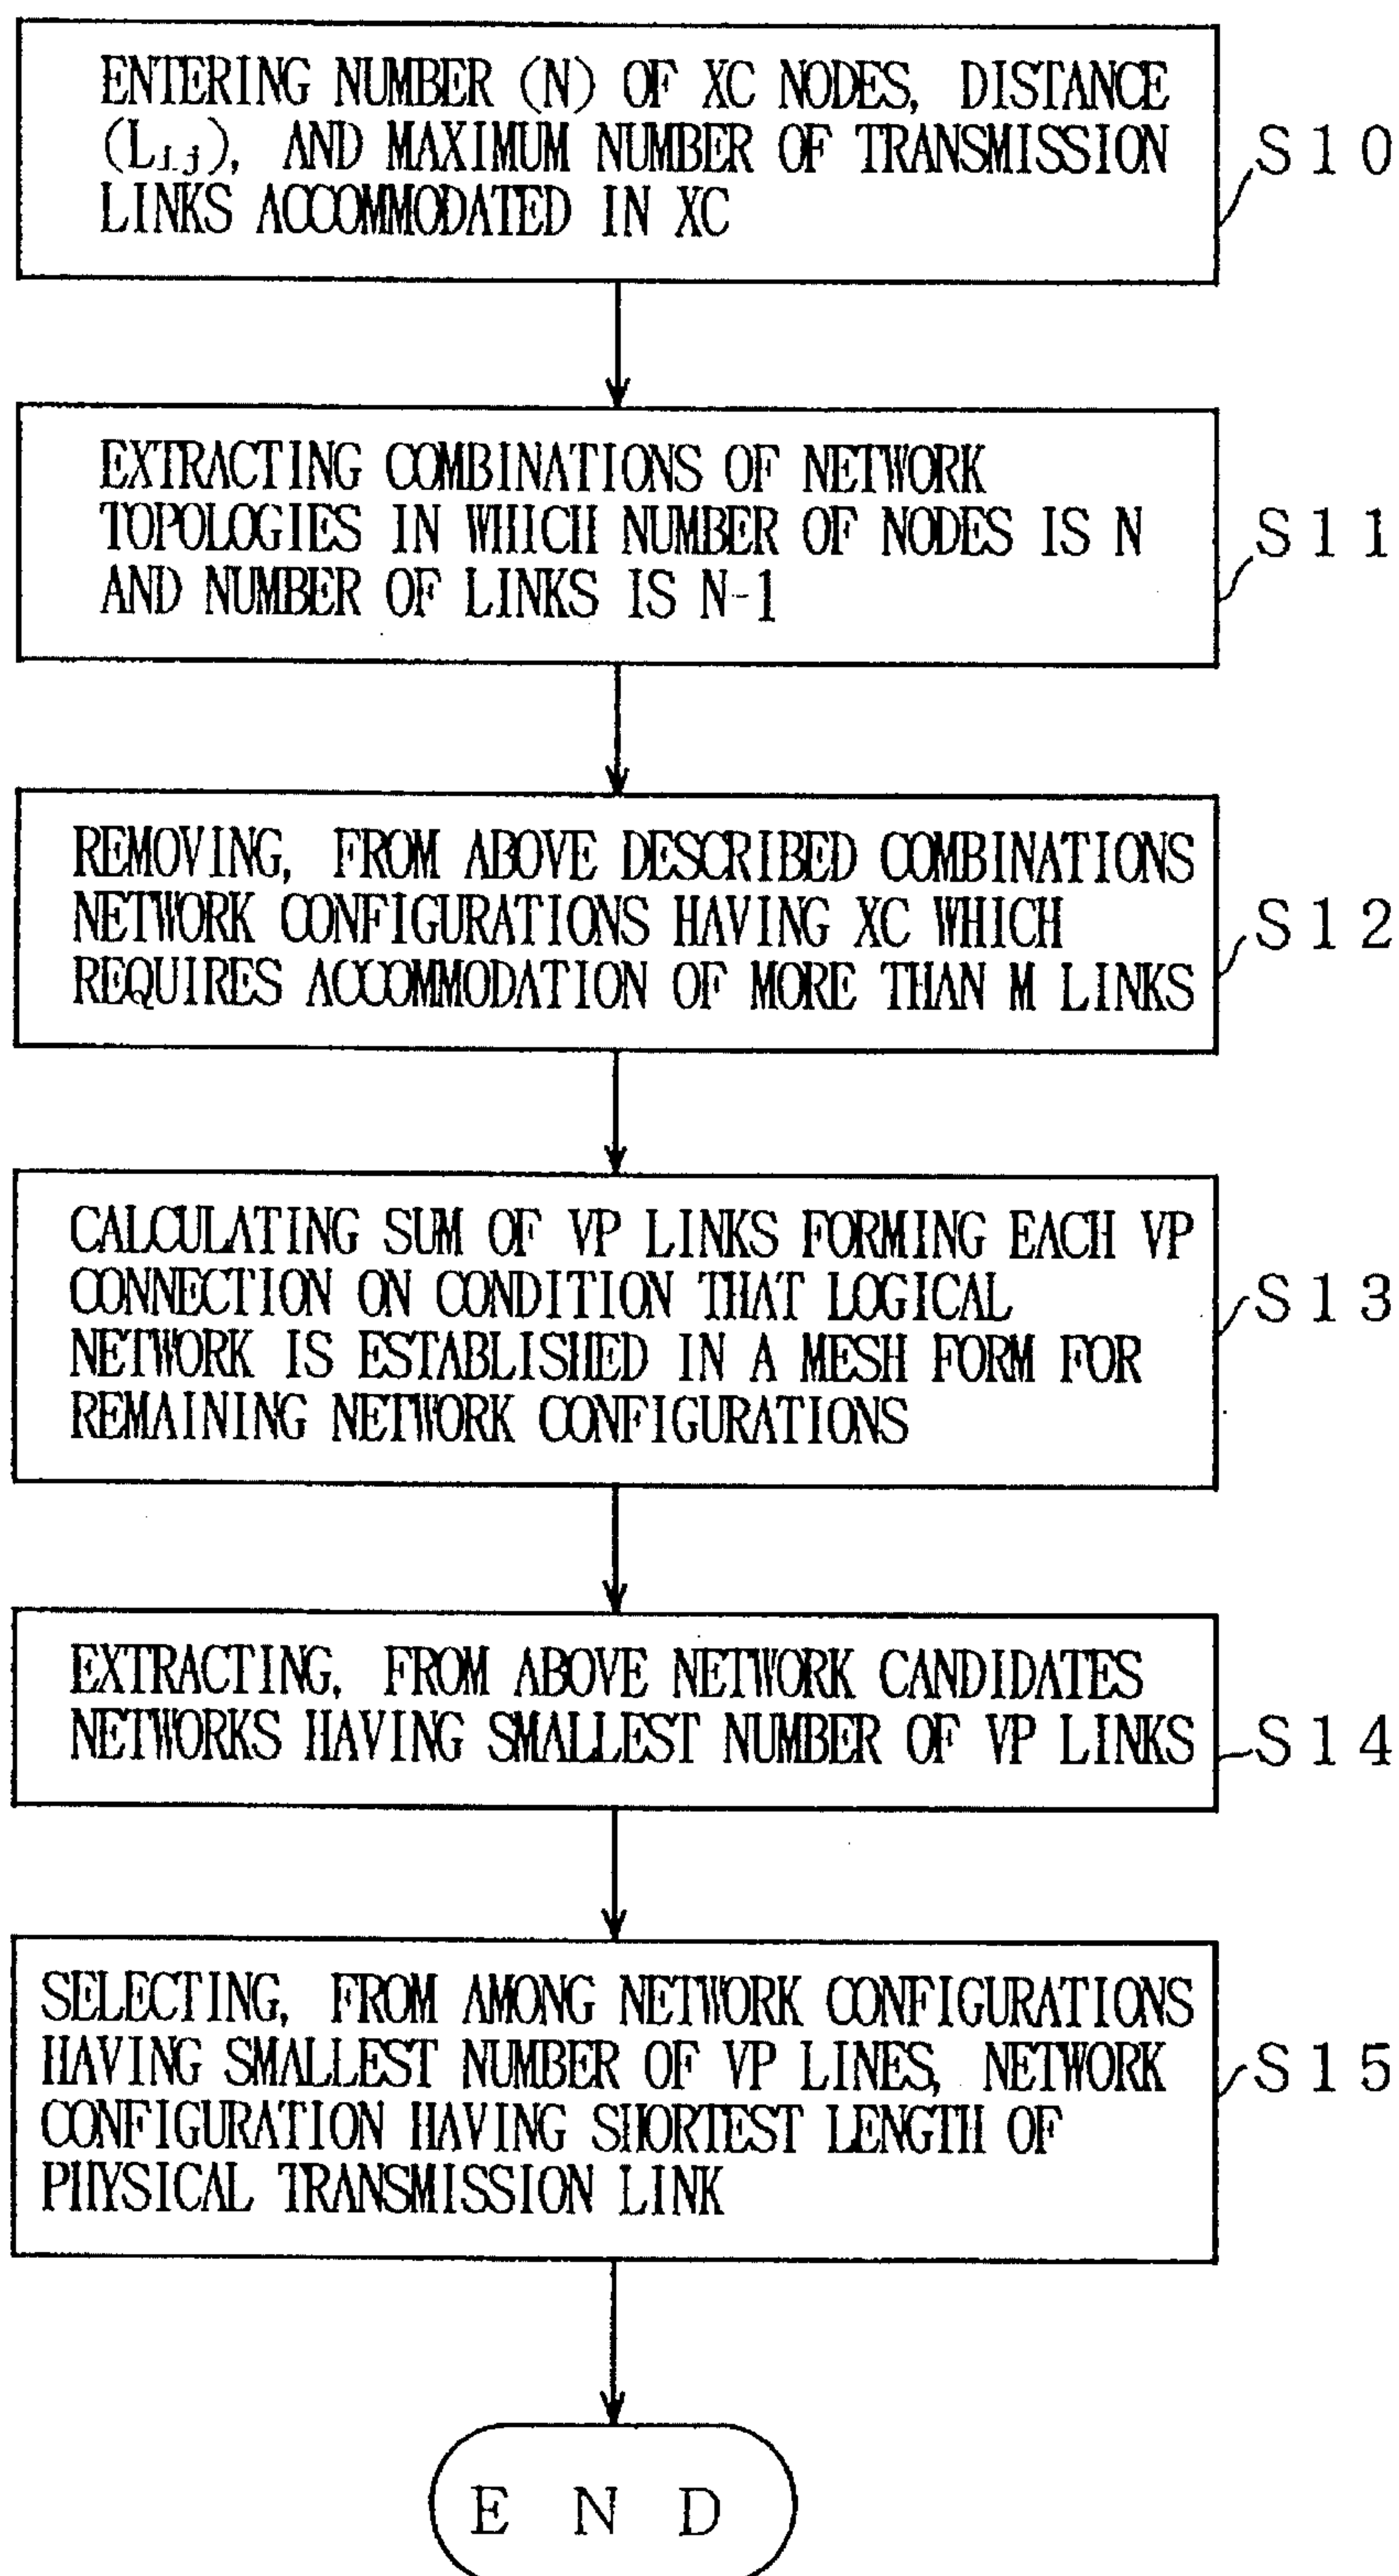 ENTERING NUMBER (N) OF XC NODES, DISTANCE
(Li.j), AND MAXIMUM NUMBER OF TRANSMISSION
LINKS ACCOMMODATED IN XC
S10
EXTRACTING COMBINATIONS OF NETWORK
TOPOLOGIES IN WHICH NUMBER OF NODES IS N
AND NUMBER OF LINKS IS N-1
S11
REMOVING, FROM ABOVE DESCRIBED COMBINATIONS
NETWORK CONFIGURATIONS HAVING XC WHICH
REQUIRES ACCOMMODATION OF MORE THAN M LINKS
S12
CALCULATING SUM OF VP LINKS FORMING EACH VP
CONNECTION ON CONDITION THAT LOGICAL
NETWORK IS ESTABLISHED IN A MESH FORM FOR
REMAINING NETWORK CONFIGURATIONS
S13
EXTRACTING, FROM ABOVE NETWORK CANDIDATES
NETWORKS HAVING SMALLEST NUMBER OF VP LINKS
S14
SELECTING, FROM AMONG NETWORK CONFIGURATIONS
HAVING SMALLEST NUMBER OF VP LINES, NETWORK
CONFIGURATION HAVING SHORTEST LENGTH OF
PHYSICAL TRANSMISSION LINK
S15
END